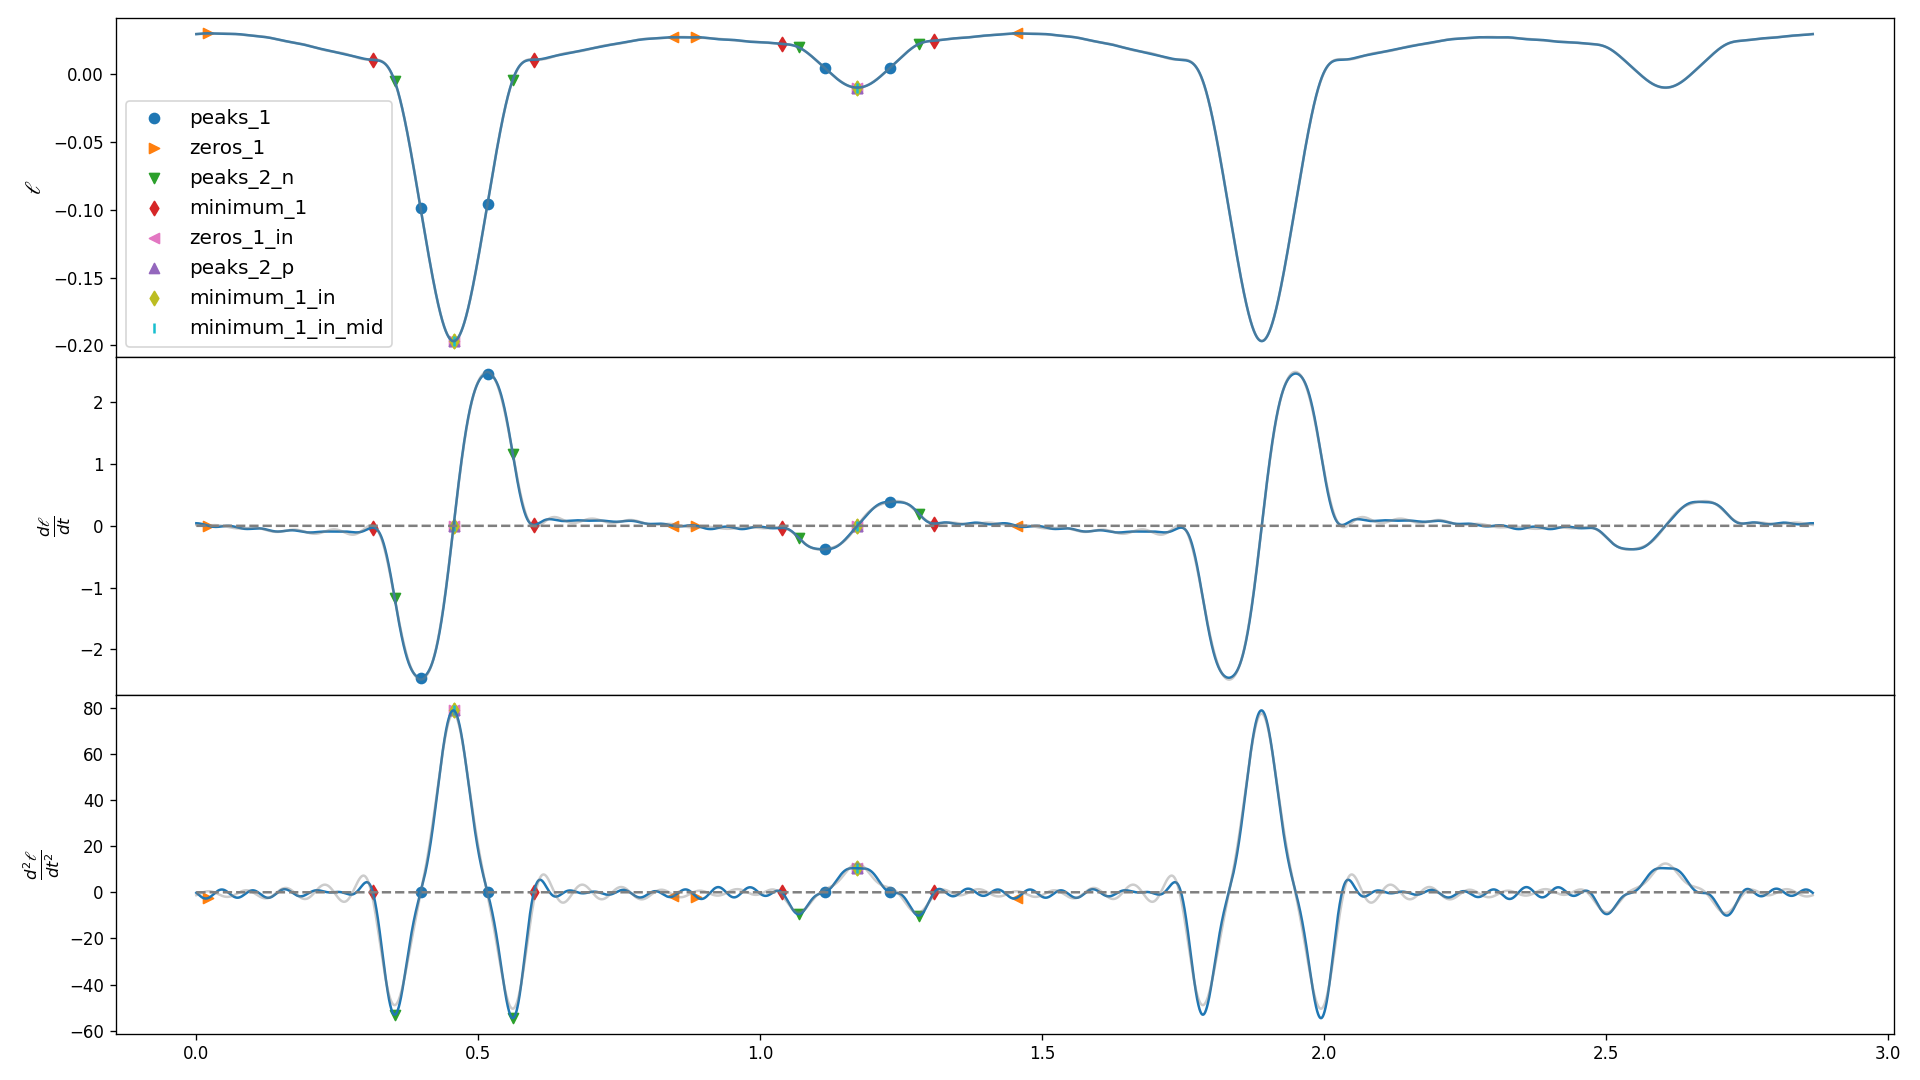 0.00
−0.05
−0.10
−0.15
−0.20
ℓ
peaks_1
zeros_1
peaks_2_n
minimum_1
zeros_1_in
peaks_2_p
minimum_1_in
minimum_1_in_mid
2
1
0
−1
−2
dℓ
dt
80
60
40
20
0
−20
−40
−60
d²ℓ
dt²
0.0 0.5 1.0 1.5 2.0 2.5 3.0